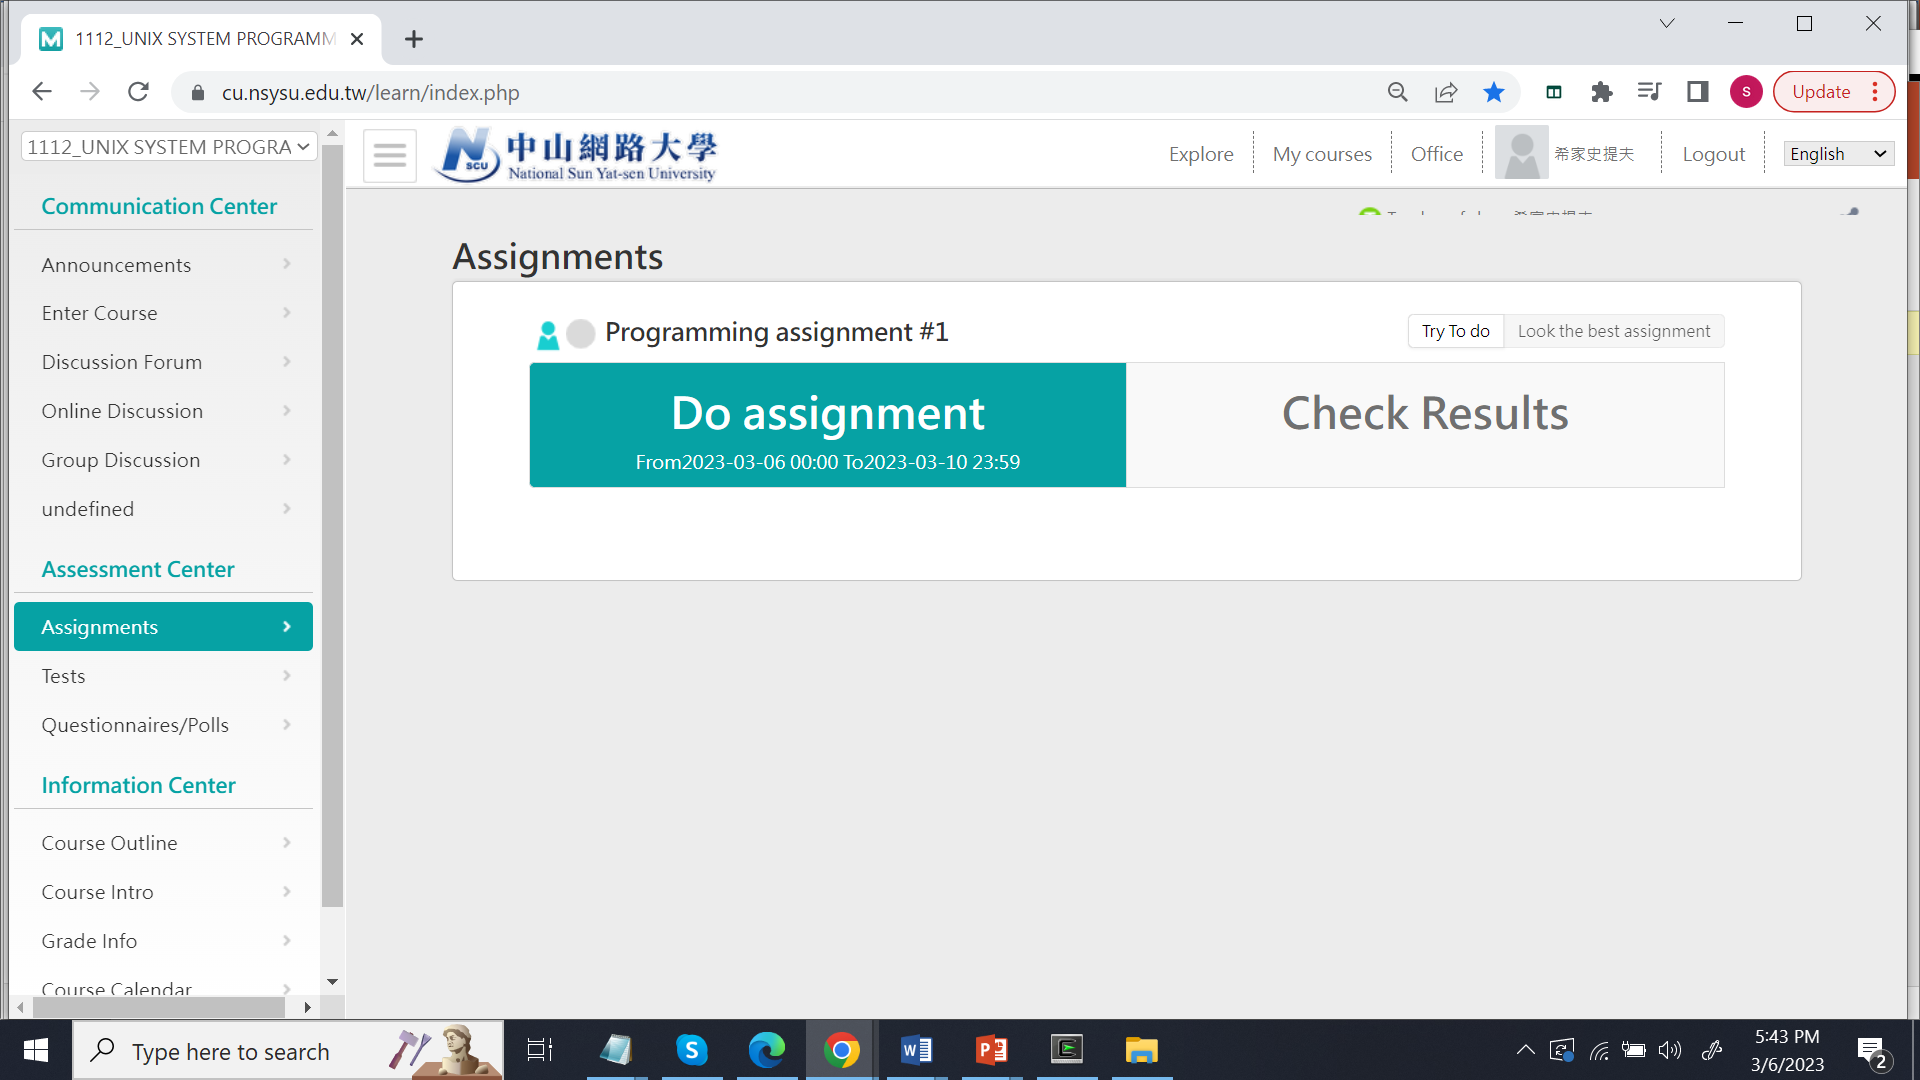 1112_UNIX SYSTEM PROGRAMM
cu.nsysu.edu.tw/learn/index.php
S
Update
1112_UNIX SYSTEM PROGRA
SCU
中山網路大學
National Sun Yat-sen University
Explore
My courses
Office
希家史提夫
Logout
English
Communication Center
Announcements
Enter Course
Discussion Forum
Online Discussion
Group Discussion
undefined
Assessment Center
Assignments
Tests
Questionnaires/Polls
Information Center
Course Outline
Course Intro
Grade Info
Course Calendar
Assignments
Programming assignment #1
Try To do
Look the best assignment
Do assignment
From2023-03-06 00:00 To2023-03-10 23:59
Check Results
Type here to search
5:43 PM
3/6/2023
2